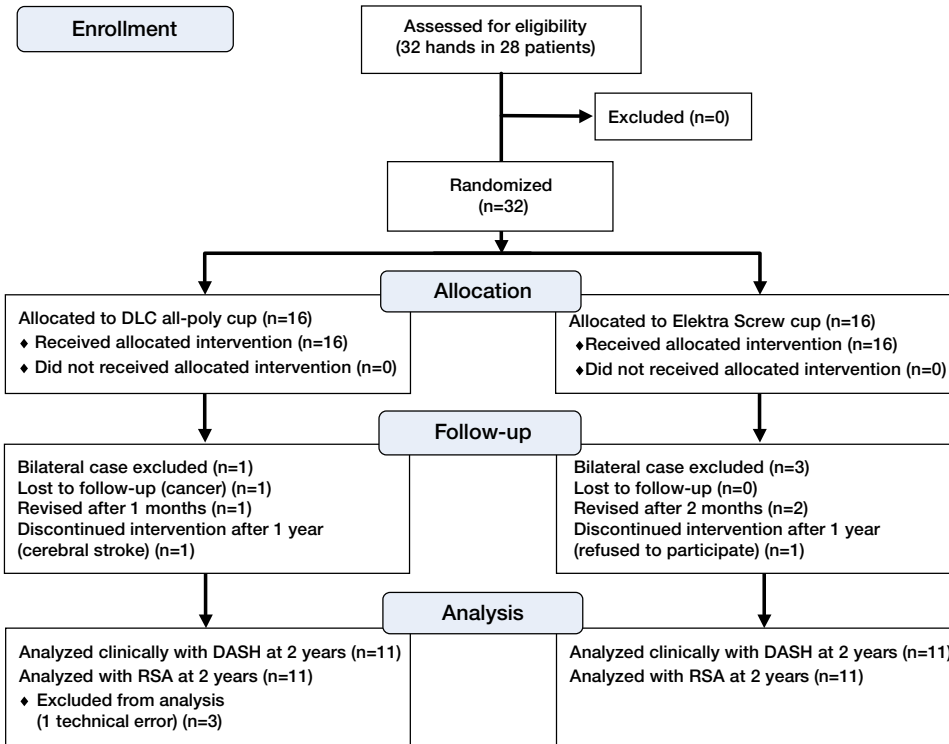 Enrollment
Assessed for eligibility
(32 hands in 28 patients)
Excluded (n=0)
Randomized
(n=32)
Allocation
Allocated to DLC all-poly cup (n=16)
♦ Received allocated intervention (n=16)
♦ Did not received allocated intervention (n=0)
Allocated to Elektra Screw cup (n=16)
♦Received allocated intervention (n=16)
♦Did not received allocated intervention (n=0)
Follow-up
Bilateral case excluded (n=1)
Lost to follow-up (cancer) (n=1)
Revised after 1 months (n=1)
Discontinued intervention after 1 year
(cerebral stroke) (n=1)
Bilateral case excluded (n=3)
Lost to follow-up (n=0)
Revised after 2 months (n=2)
Discontinued intervention after 1 year
(refused to participate) (n=1)
Analysis
Analyzed clinically with DASH at 2 years (n=11)
Analyzed with RSA at 2 years (n=11)
♦ Excluded from analysis
(1 technical error) (n=3)
Analyzed clinically with DASH at 2 years (n=11)
Analyzed with RSA at 2 years (n=11)